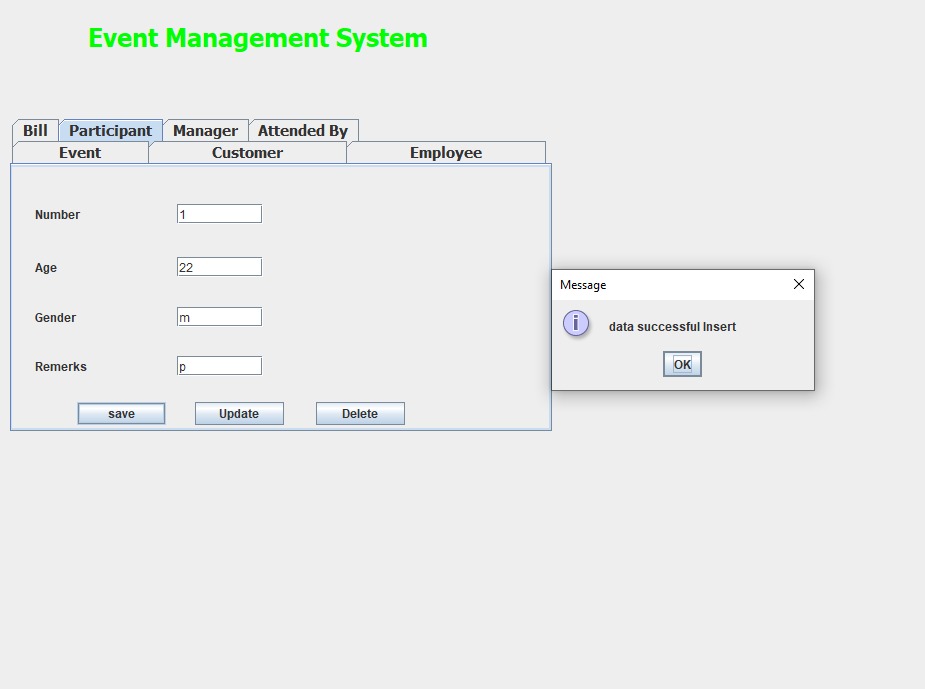 Event Management System
Bill Participant Manager Attended By
Event Customer Employee
Number 1
Age 22
Gender m
Remarks p
save Update Delete
Message
i data successful Insert
OK